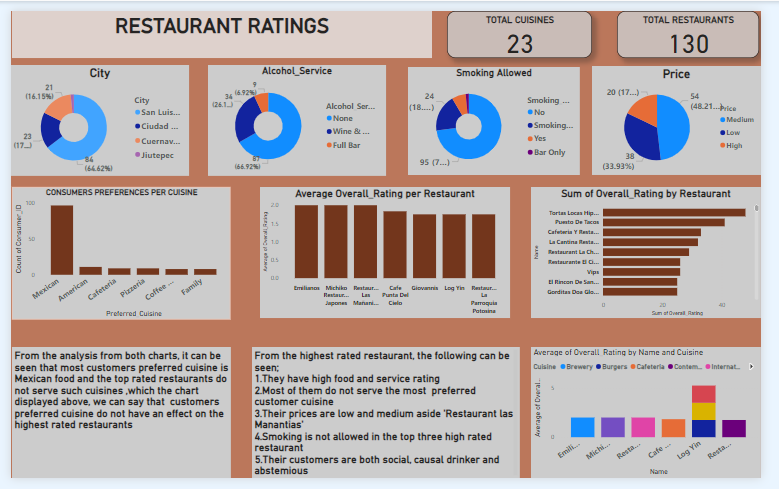 RESTAURANT RATINGS
TOTAL CUISINES
23
TOTAL RESTAURANTS
130
City
21
(16.15%)
23
(17...)
84
(64.62%)
City
San Luis...
Ciudad ...
Cuernav...
Jiutepec
Alcohol_Service
9
(6.92%)
34
(26.1...)
87
(66.92%)
Alcohol Ser...
None
Wine & ...
Full Bar
Smoking Allowed
24
(18....)
95 (7...)
Smoking ...
No
Smoking...
Yes
Bar Only
Price
20 (17...)
54
(48.21...)
38
(33.93%)
Price
Medium
Low
High
CONSUMERS PREFERENCES PER CUISINE
Count of Consumer_ID
100
50
0
Mexican
American
Cafeteria
Pizzeria
Coffee ...
Family
Preferred_Cuisine
Average Overall_Rating per Restaurant
Average of Overall_Rating
2.0
1.5
1.0
0.5
0.0
Emilianos
Michiko
Restaur...
Japones
Restaur...
Las
Mañani...
Cafe
Punta Del
Cielo
Giovannis
Log Yin
Restaur...
La
Parroquia
Potosina
Sum of Overall_Rating by Restaurant
Name
Tortas Locas Hip...
Puesto De Tacos
Cafeteria Y Resta...
La Cantina Resta...
Restaurant La Ch...
Restaurante El Ci...
Vips
El Rincon De San...
Gorditas Doa Glo...
0
20
40
Sum of Overall_Rating
From the analysis from both charts, it can be
seen that most customers preferred cuisine is
Mexican food and the top rated restaurants do
not serve such cuisines ,which the chart
displayed above, we can say that customers
preferred cuisine do not have an effect on the
highest rated restaurants
From the highest rated restaurant, the following can be
seen;
1.They have high food and service rating
2.Most of them do not serve the most preferred
customer cuisine
3.Their prices are low and medium aside 'Restaurant las
Manantias'
4.Smoking is not allowed in the top three high rated
restaurant
5.Their customers are both social, causal drinker and
abstemious
Average of Overall_Rating by Name and Cuisine
Cuisine Brewery Burgers Cafeteria Contem... Internat...
Average of Overal...
5
0
Emili...
Michi...
Resta...
Cafe ...
Log Yin
Resta...
Name